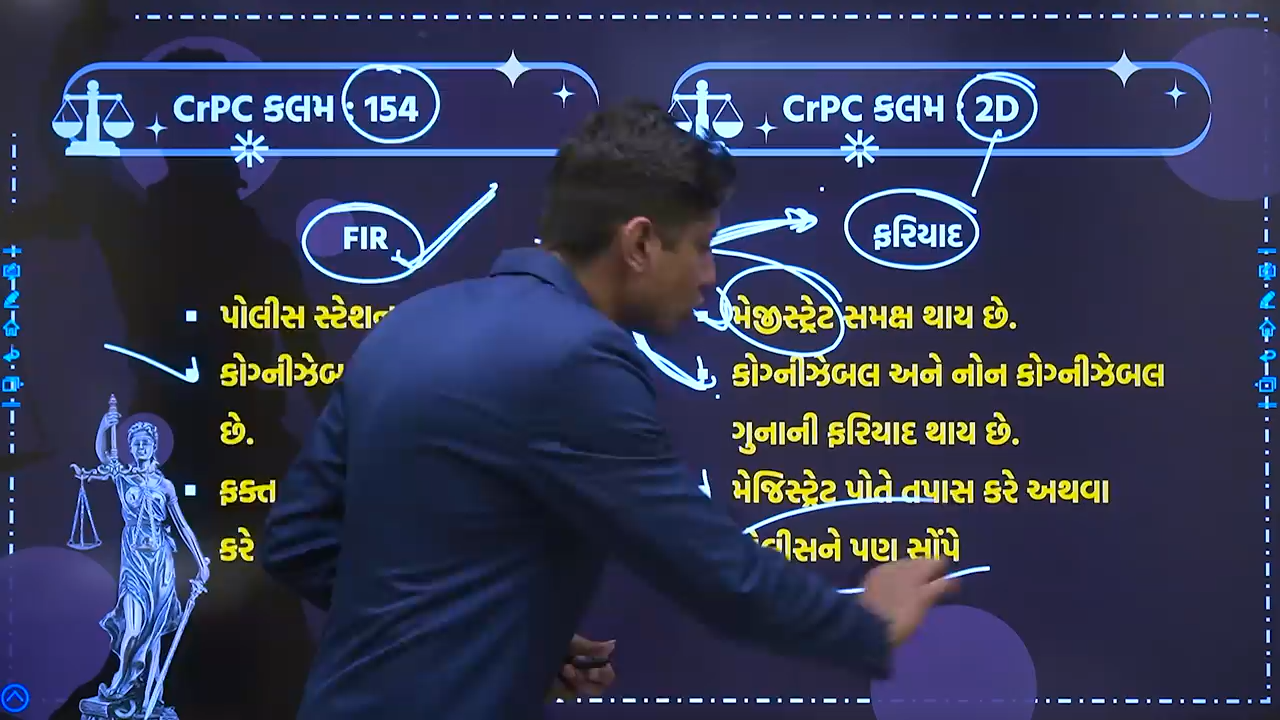 CrPC કલમ : 154
FIR
પોલીસ સ્ટેશન
છે.
ફક્ત
કરે
CrPC કલમ : 2D
ફરિયાદ
મેજીસ્ટ્રેટ સમક્ષ થાય છે.
કોગ્નીઝેબલ અને નોન કોગ્નીઝેબલ
ગુનાની ફરિયાદ થાય છે.
મેજિસ્ટ્રેટ પોતે તપાસ કરે અથવા
પોલીસને પણ સોંપે